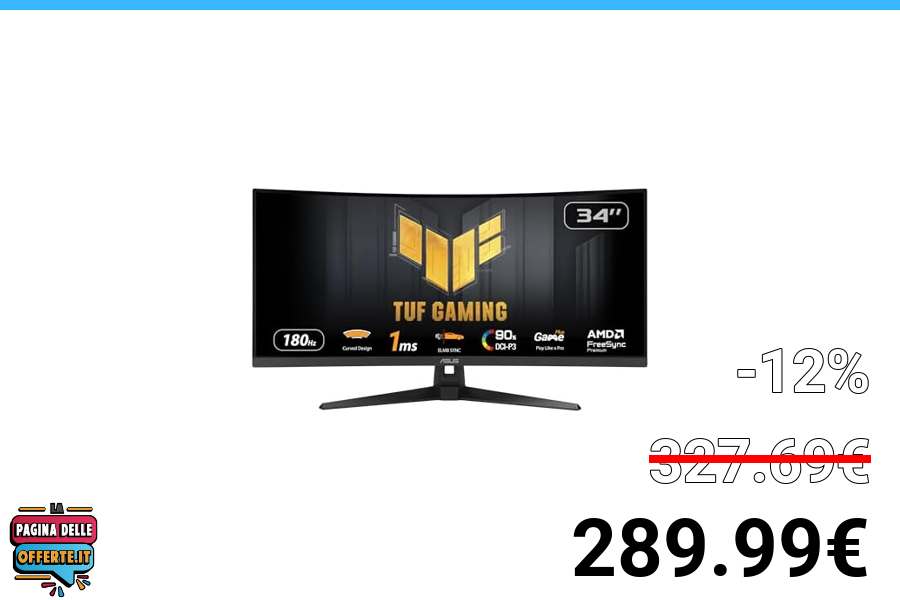 34"
TUF GAMING
180Hz
Curved Design
1ms
ELMB SYNC
90%
DCI-P3
GamePlus
Play Like a Pro
AMD
FreeSync
Premium
ASUS
-12%
327.69€
289.99€
LA
PAGINA DELLE
OFFERTE.IT